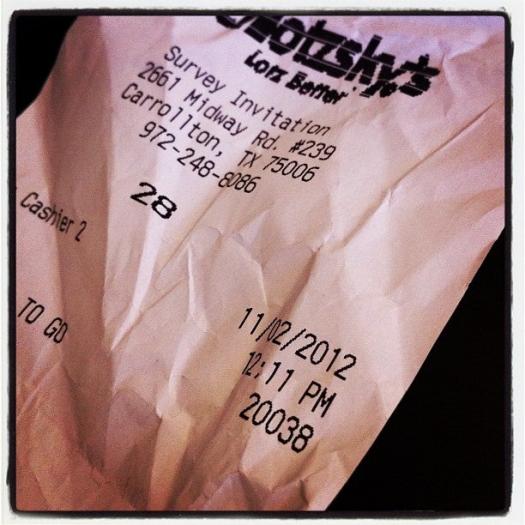 Lotz Better
Survey Invitation
2661 Midway Rd. #239
Carrollton, TX 75006
972-248-8086
28
Cashier 2
TO GO
11/02/2012
12:11 PM
20038